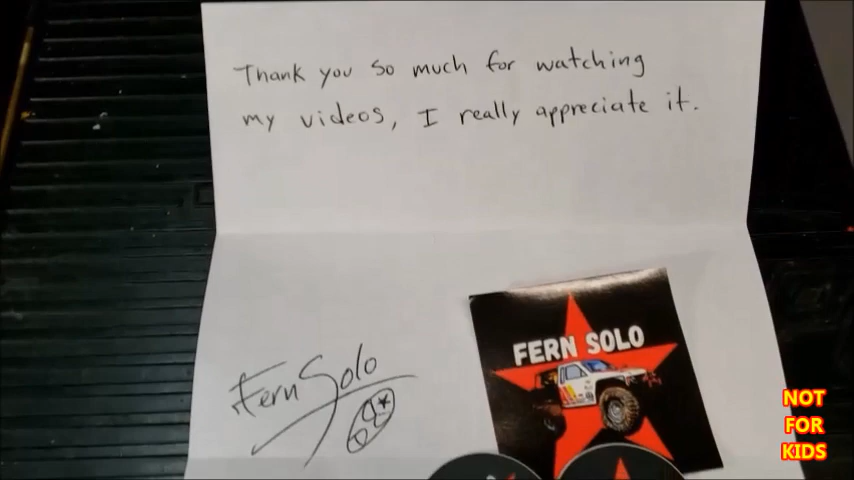 Thank you so much for watching
my videos, I really appreciate it.
Fern Solo
FERN SOLO
NOT
FOR
KIDS